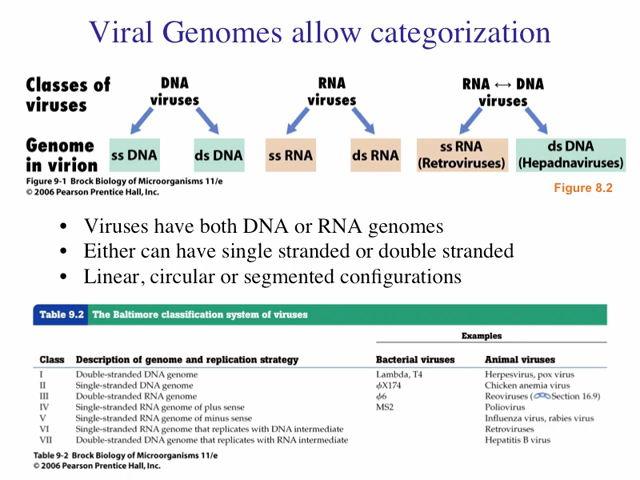 Viral Genomes allow categorization
Classes of viruses
DNA viruses
RNA viruses
RNA ↔ DNA viruses
Genome in virion
ss DNA
ds DNA
ss RNA
ds RNA
ss RNA (Retroviruses)
ds DNA (Hepadnaviruses)
Figure 9-1 Brock Biology of Microorganisms 11/e
© 2006 Pearson Prentice Hall, Inc.
Figure 8.2
• Viruses have both DNA or RNA genomes
• Either can have single stranded or double stranded
• Linear, circular or segmented configurations
Table 9.2 The Baltimore classification system of viruses
Examples
Class Description of genome and replication strategy Bacterial viruses Animal viruses
I Double-stranded DNA genome Lambda, T4 Herpesvirus, pox virus
II Single-stranded DNA genome ϕX174 Chicken anemia virus
III Double-stranded RNA genome ϕ6 Reoviruses (Section 16.9)
IV Single-stranded RNA genome of plus sense MS2 Poliovirus
V Single-stranded RNA genome of minus sense Influenza virus, rabies virus
VI Single-stranded RNA genome that replicates with DNA intermediate Retroviruses
VII Double-stranded DNA genome that replicates with RNA intermediate Hepatitis B virus
Table 9-2 Brock Biology of Microorganisms 11/e
© 2006 Pearson Prentice Hall, Inc.